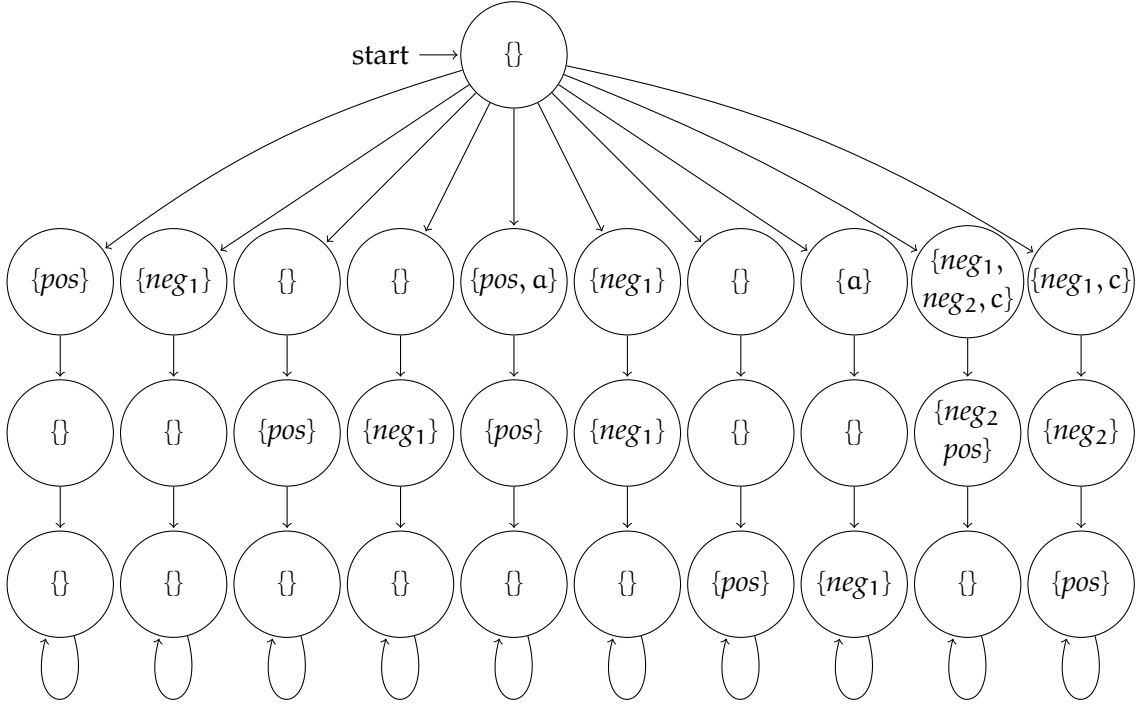 start {}
{pos} {neg₁} {} {} {pos, a} {neg₁} {} {a} {neg₁, neg₂, c} {neg₁, c}
{} {} {pos} {neg₁} {pos} {neg₁} {} {} {neg₂ pos} {neg₂}
{} {} {} {} {} {} {pos} {neg₁} {} {pos}